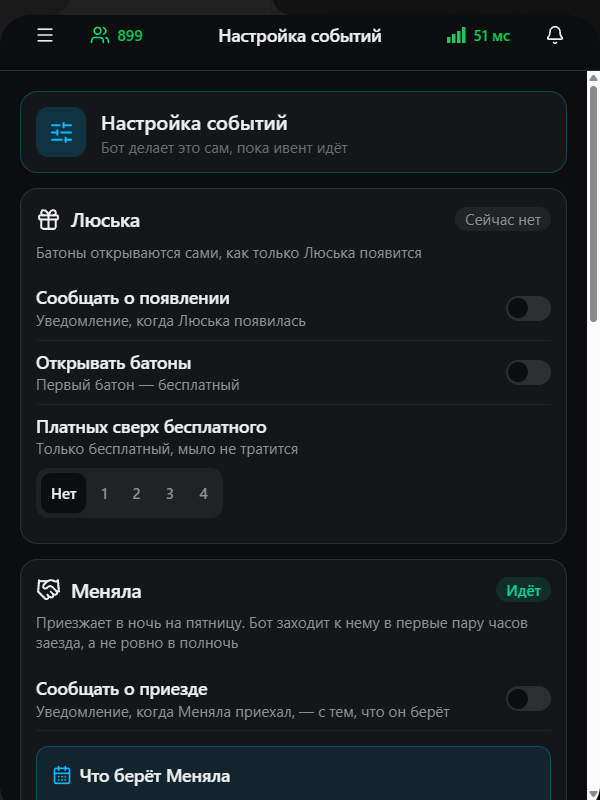 899
Настройка событий
51 мс
Настройка событий
Бот делает это сам, пока ивент идёт
Люська
Сейчас нет
Батоны открываются сами, как только Люська появится
Сообщать о появлении
Уведомление, когда Люська появилась
Открывать батоны
Первый батон — бесплатный
Платных сверх бесплатного
Только бесплатный, мыло не тратится
Нет 1 2 3 4
Меняла
Идёт
Приезжает в ночь на пятницу. Бот заходит к нему в первые пару часов
заезда, а не ровно в полночь
Сообщать о приезде
Уведомление, когда Меняла приехал, — с тем, что он берёт
Что берёт Меняла